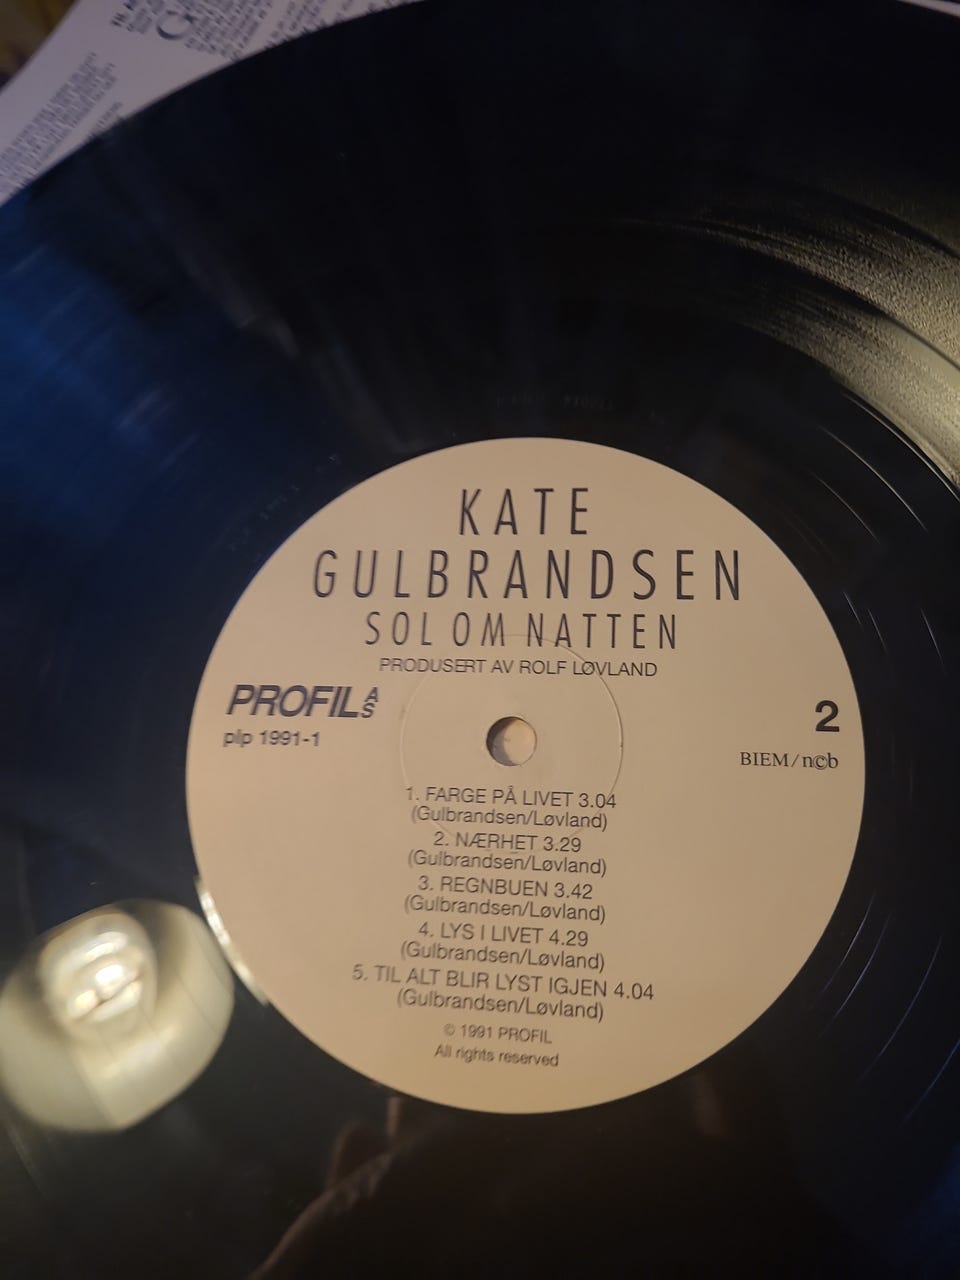 KATE
GULBRANDSEN
SOL OM NATTEN
PRODUSERT AV ROLF LØVLAND
PROFIL AS
plp 1991-1
2
BIEM/n©b
1. FARGE PÅ LIVET 3.04
(Gulbrandsen/Løvland)
2. NÆRHET 3.29
(Gulbrandsen/Løvland)
3. REGNBUEN 3.42
(Gulbrandsen/Løvland)
4. LYS I LIVET 4.29
(Gulbrandsen/Løvland)
5. TIL ALT BLIR LYST IGJEN 4.04
(Gulbrandsen/Løvland)
© 1991 PROFIL
All rights reserved